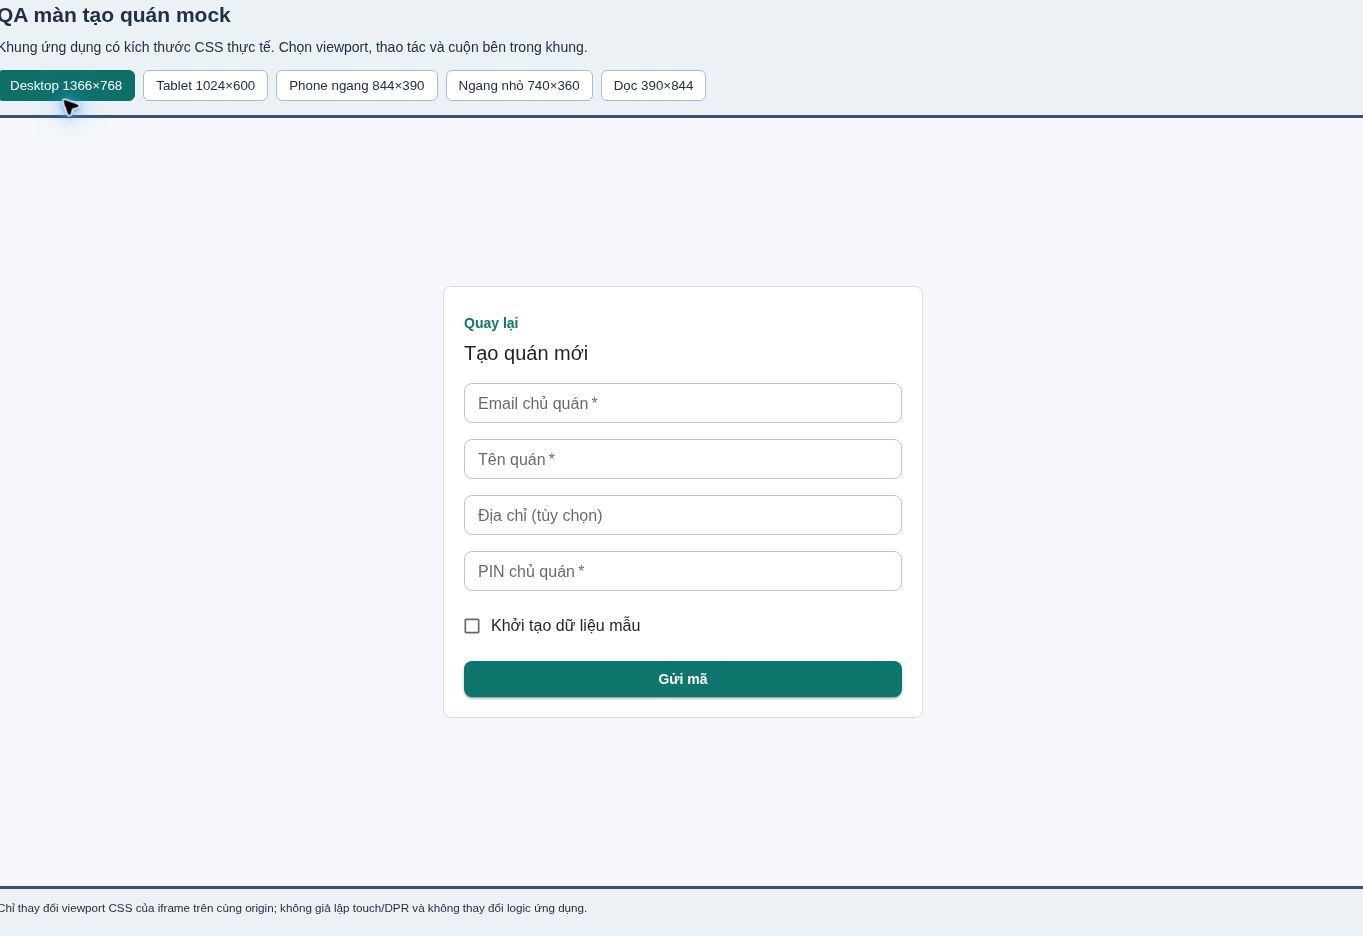 QA màn tạo quán mock
Khung ứng dụng có kích thước CSS thực tế. Chọn viewport, thao tác và cuộn bên trong khung.
Desktop 1366×768
Tablet 1024×600
Phone ngang 844×390
Ngang nhỏ 740×360
Dọc 390×844
Quay lại
Tạo quán mới
Email chủ quán *
Tên quán *
Địa chỉ (tùy chọn)
PIN chủ quán *
Khởi tạo dữ liệu mẫu
Gửi mã
Chỉ thay đổi viewport CSS của iframe trên cùng origin; không giả lập touch/DPR và không thay đổi logic ứng dụng.